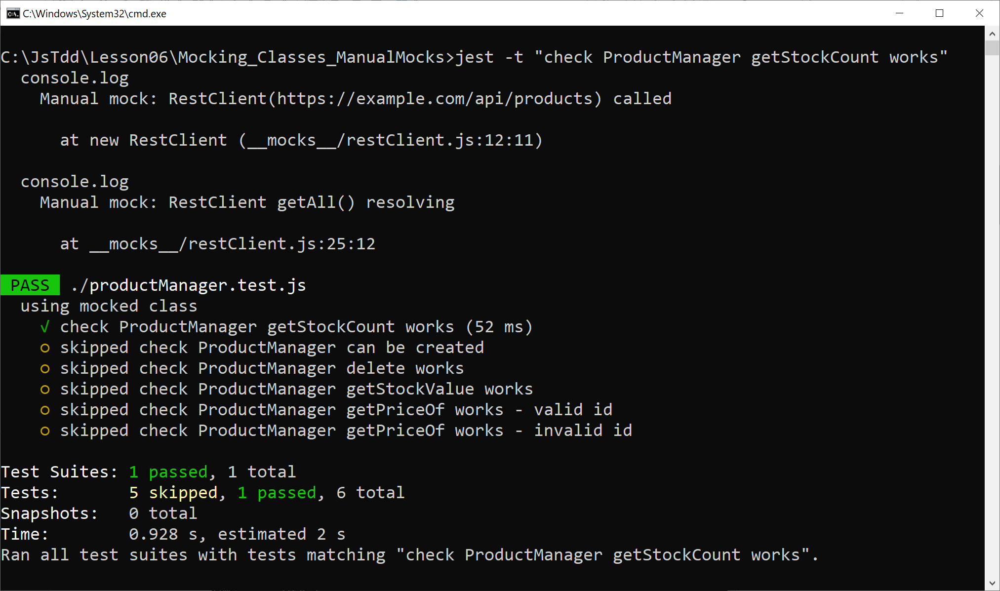 C:\Windows\System32\cmd.exe
C:\JsTdd\Lesson06\Mocking_Classes_ManualMocks>jest -t "check ProductManager getStockCount works"
console.log
Manual mock: RestClient(https://example.com/api/products) called
at new RestClient (__mocks__/restClient.js:12:11)
console.log
Manual mock: RestClient getAll() resolving
at __mocks__/restClient.js:25:12
PASS ./productManager.test.js
using mocked class
√ check ProductManager getStockCount works (52 ms)
○ skipped check ProductManager can be created
○ skipped check ProductManager delete works
○ skipped check ProductManager getStockValue works
○ skipped check ProductManager getPriceOf works - valid id
○ skipped check ProductManager getPriceOf works - invalid id
Test Suites: 1 passed, 1 total
Tests: 5 skipped, 1 passed, 6 total
Snapshots: 0 total
Time: 0.928 s, estimated 2 s
Ran all test suites with tests matching "check ProductManager getStockCount works".